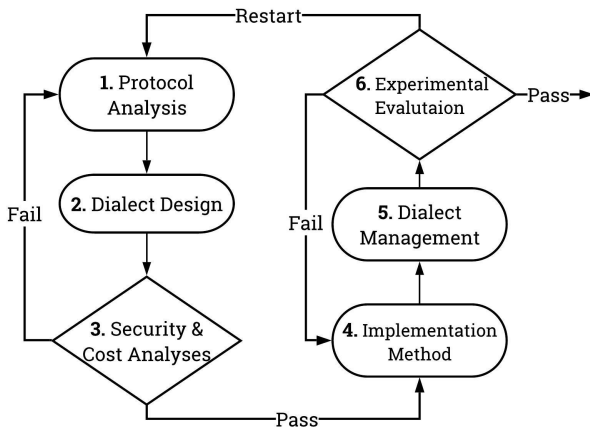 Restart
1. Protocol
Analysis
6. Experimental
Evalutaion
Pass
2. Dialect Design
Fail
5. Dialect
Management
Fail
3. Security &
Cost Analyses
4. Implementation
Method
Pass